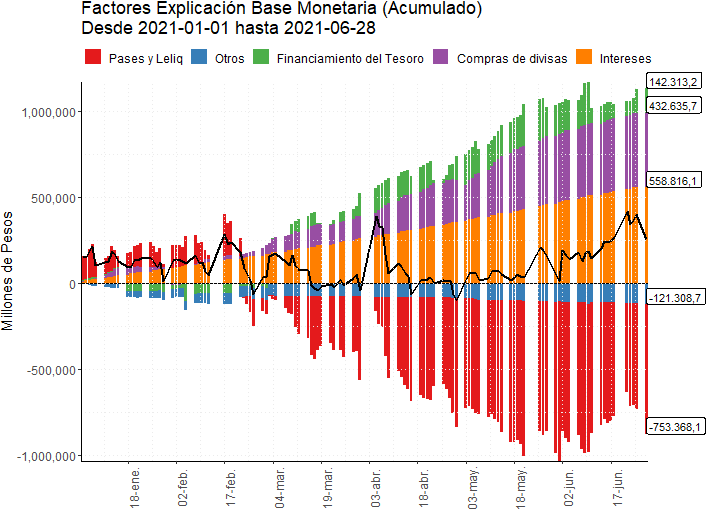 Factores Explicación Base Monetaria (Acumulado)
Desde 2021-01-01 hasta 2021-06-28
Pases y Leliq Otros Financiamiento del Tesoro Compras de divisas Intereses
Millones de Pesos
1,000,000
500,000
0
-500,000
-1,000,000
142.313,2
432.635,7
558.816,1
-121.308,7
-753.368,1
18-ene.
02-feb.
17-feb.
04-mar.
19-mar.
03-abr.
18-abr.
03-may.
18-may.
02-jun.
17-jun.